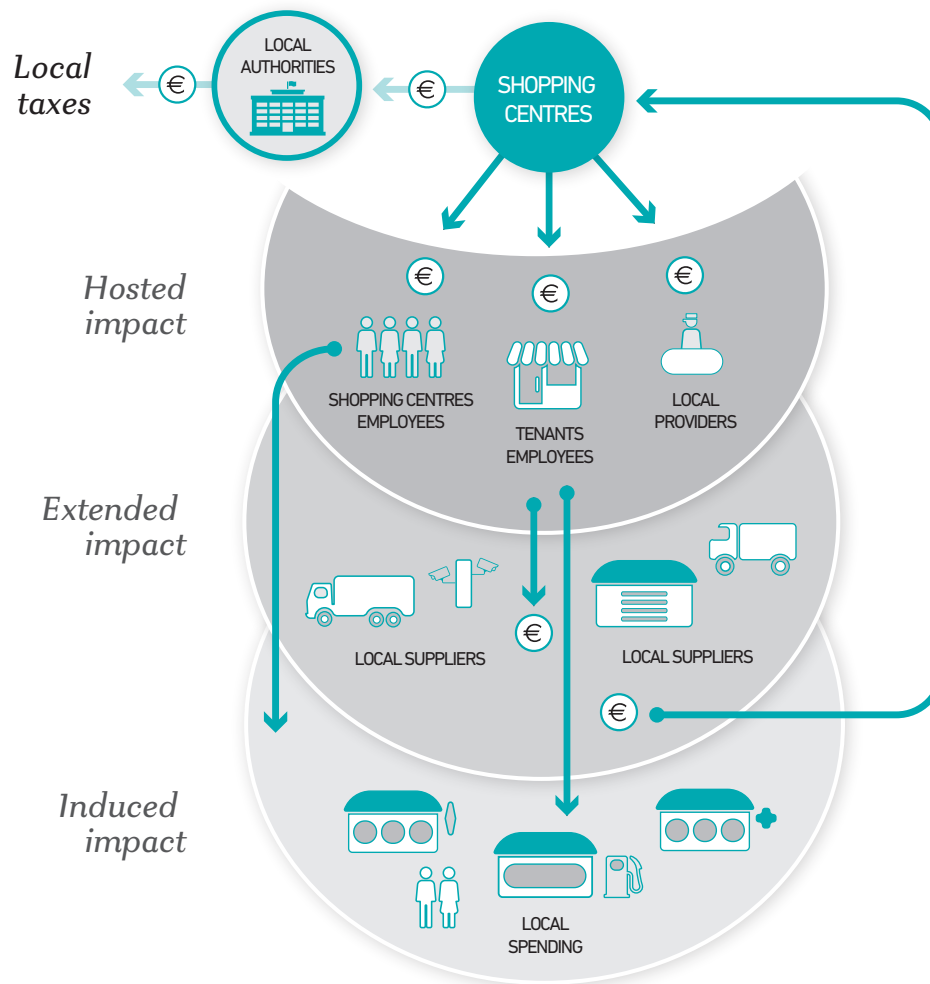 LOCAL
AUTHORITIES
Local
taxes
€
€
SHOPPING
CENTRES
Hosted
impact
€
€
€
SHOPPING CENTRES
EMPLOYEES
TENANTS
EMPLOYEES
LOCAL
PROVIDERS
Extended
impact
€
LOCAL SUPPLIERS
LOCAL SUPPLIERS
€
Induced
impact
LOCAL
SPENDING